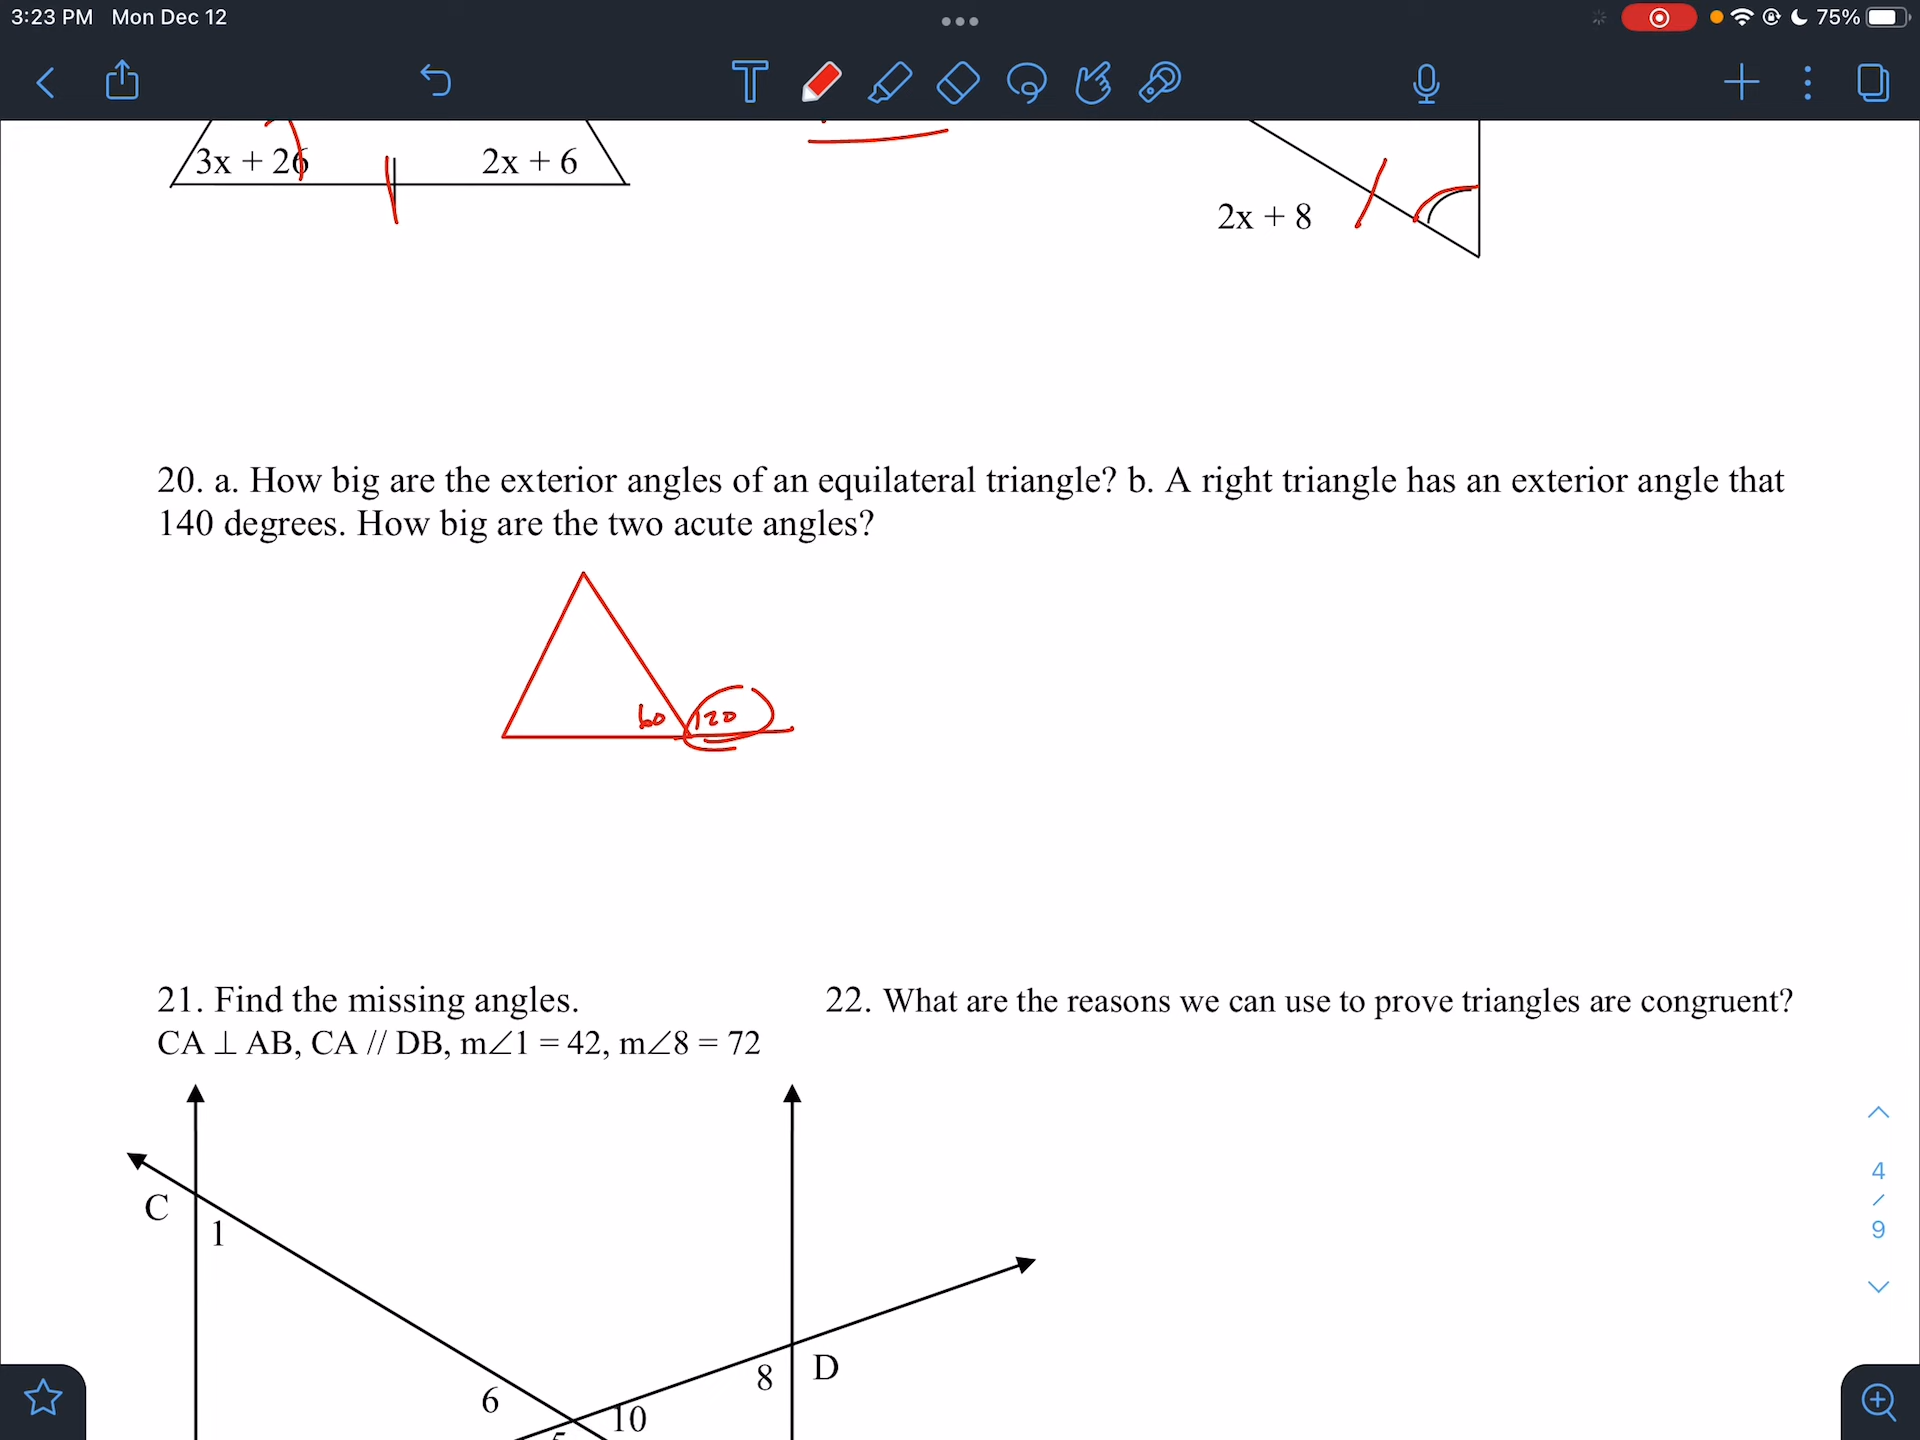 3:23 PM Mon Dec 12
75%
3x + 26
2x + 6
2x + 8
20. a. How big are the exterior angles of an equilateral triangle? b. A right triangle has an exterior angle that
140 degrees. How big are the two acute angles?
60 120
21. Find the missing angles.
CA ⊥ AB, CA // DB, m∠1 = 42, m∠8 = 72
22. What are the reasons we can use to prove triangles are congruent?
C
1
4
/
9
8
D
6
10